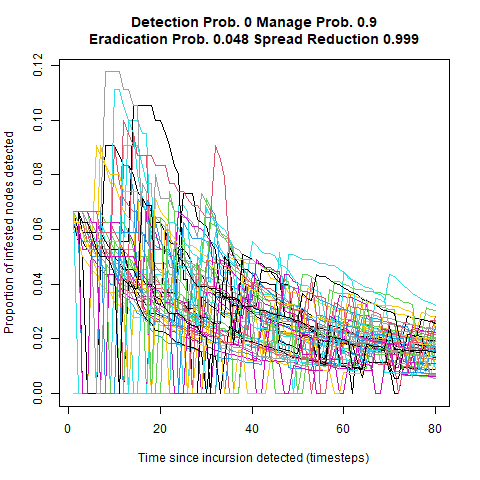 Detection Prob. 0 Manage Prob. 0.9
Eradication Prob. 0.048 Spread Reduction 0.999
Proportion of infested nodes detected
0.12
0.10
0.08
0.06
0.04
0.02
0.00
0 20 40 60 80
Time since incursion detected (timesteps)